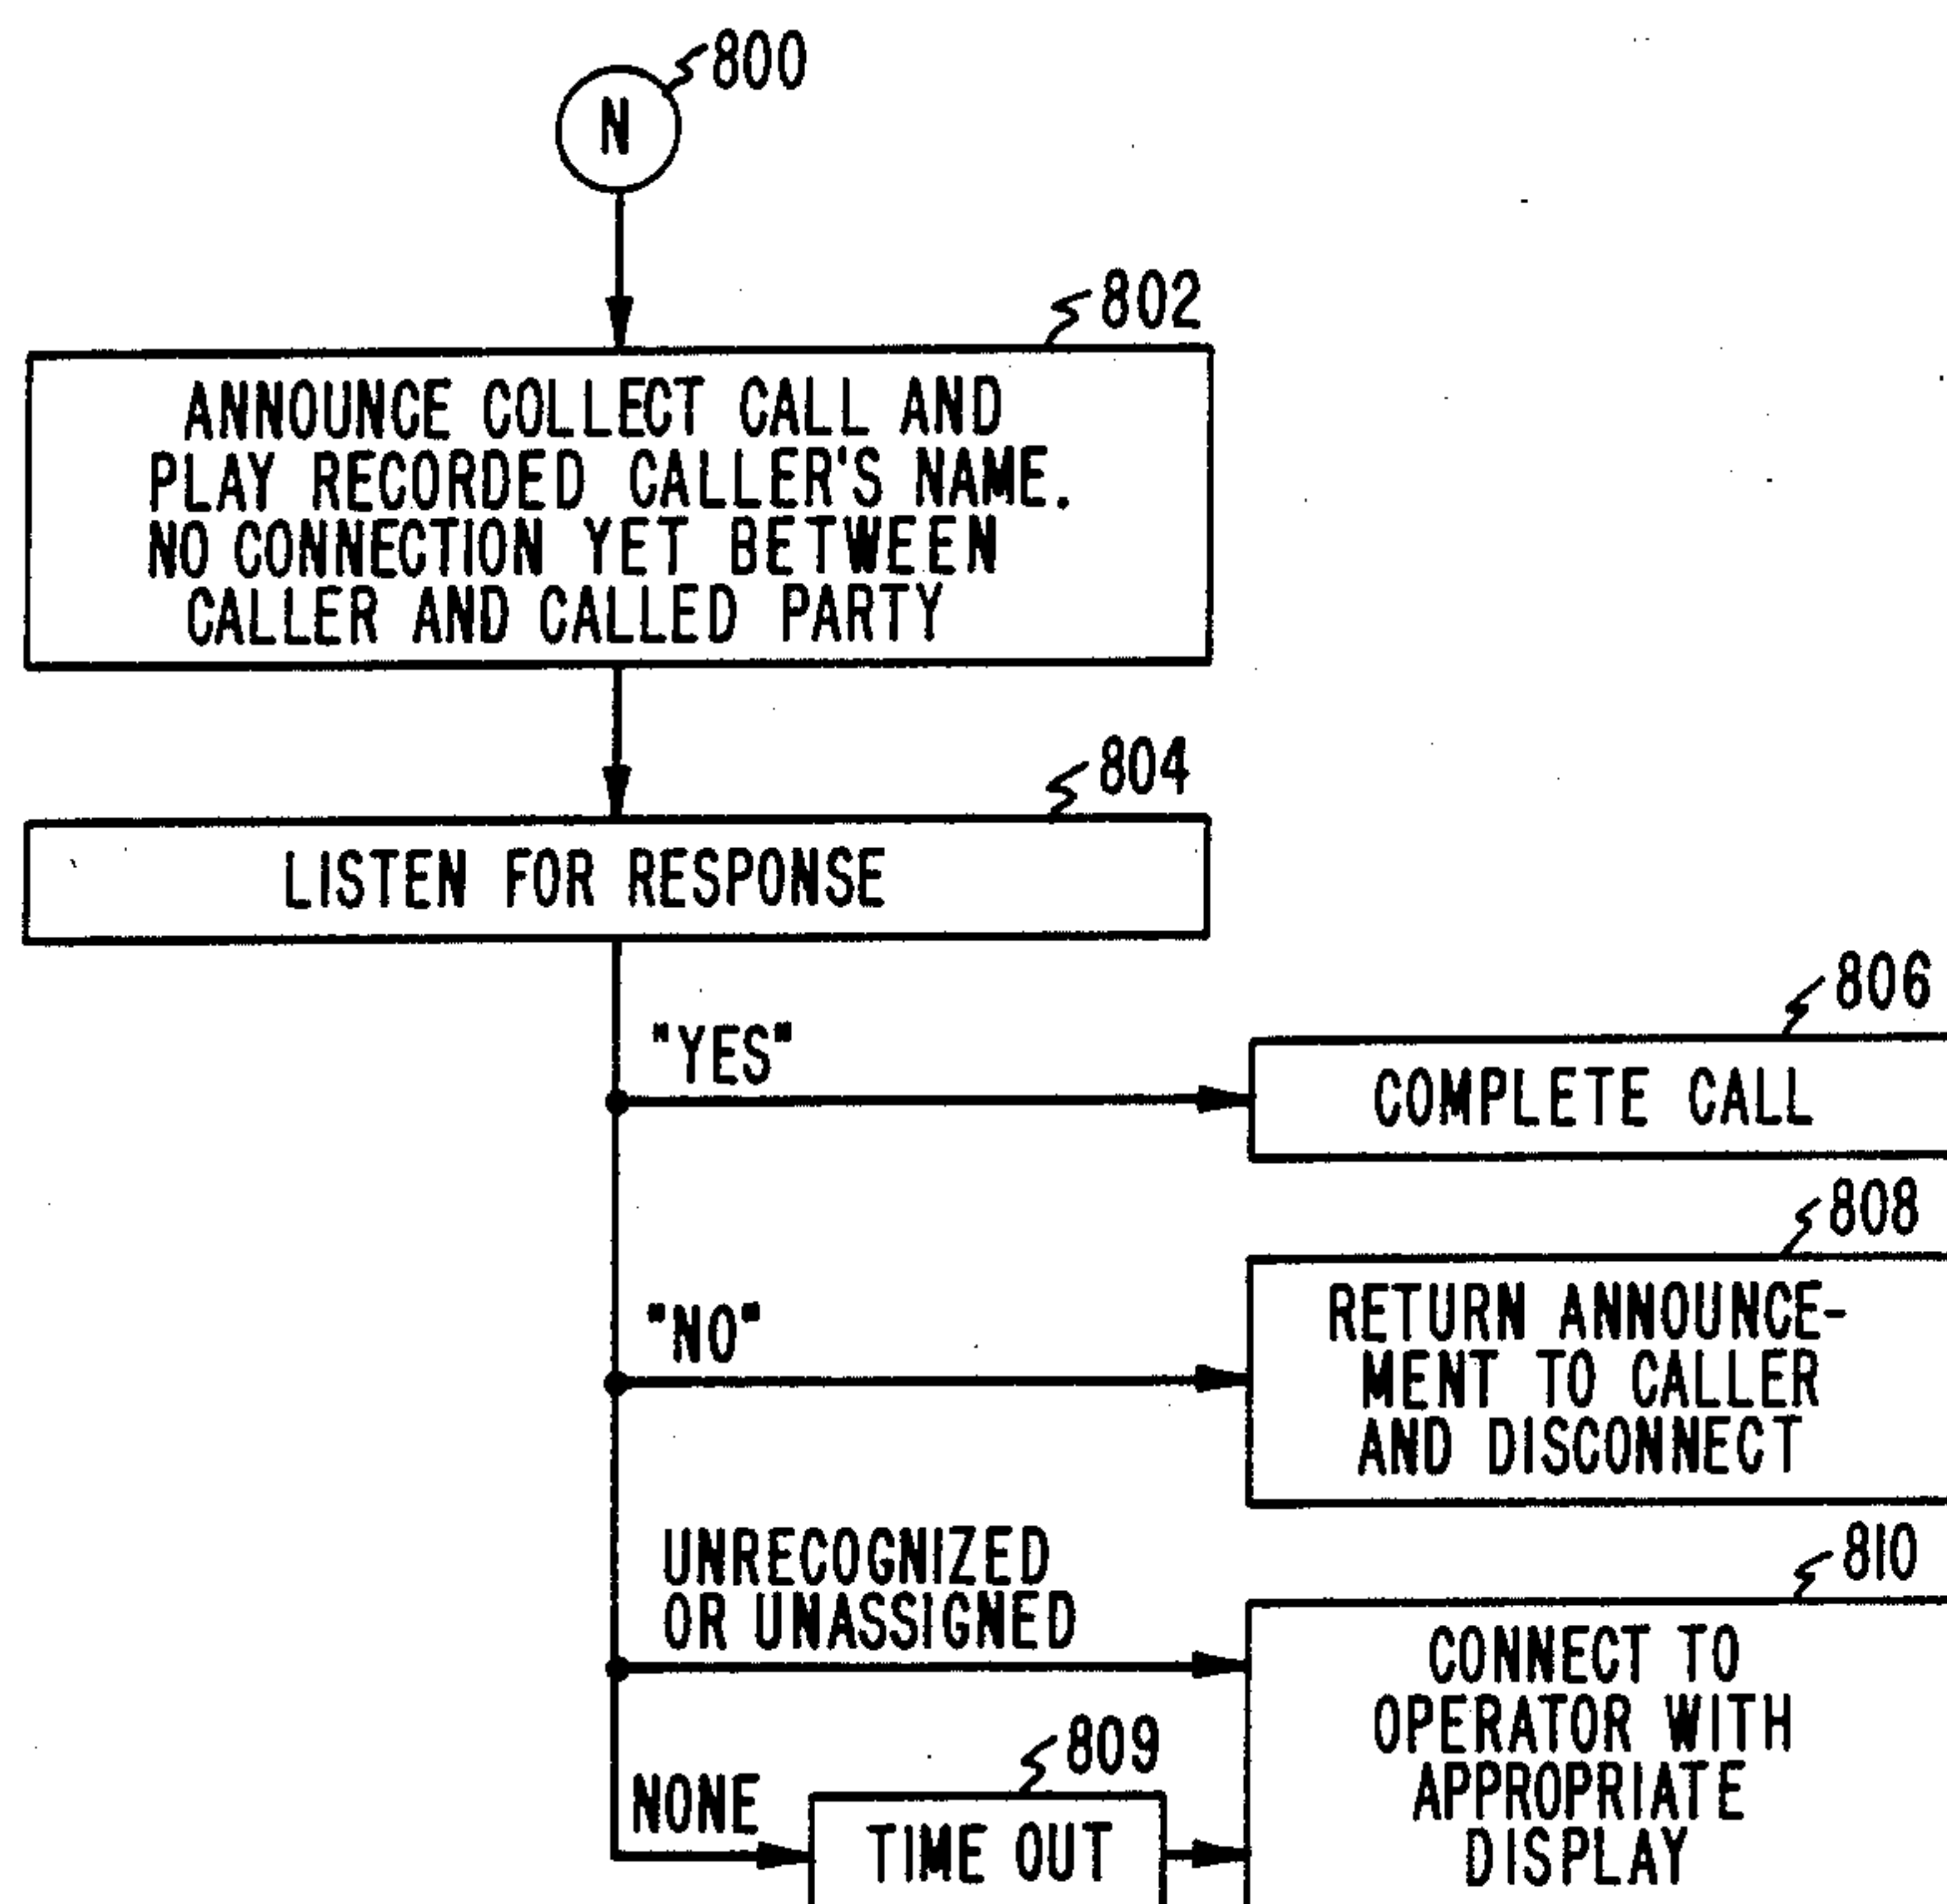 800
N
802
ANNOUNCE COLLECT CALL AND
PLAY RECORDED CALLER'S NAME.
NO CONNECTION YET BETWEEN
CALLER AND CALLED PARTY
804
LISTEN FOR RESPONSE
806
"YES"
COMPLETE CALL
808
"NO"
RETURN ANNOUNCE-
MENT TO CALLER
AND DISCONNECT
810
UNRECOGNIZED
OR UNASSIGNED
CONNECT TO
OPERATOR WITH
APPROPRIATE
DISPLAY
809
NONE
TIME OUT